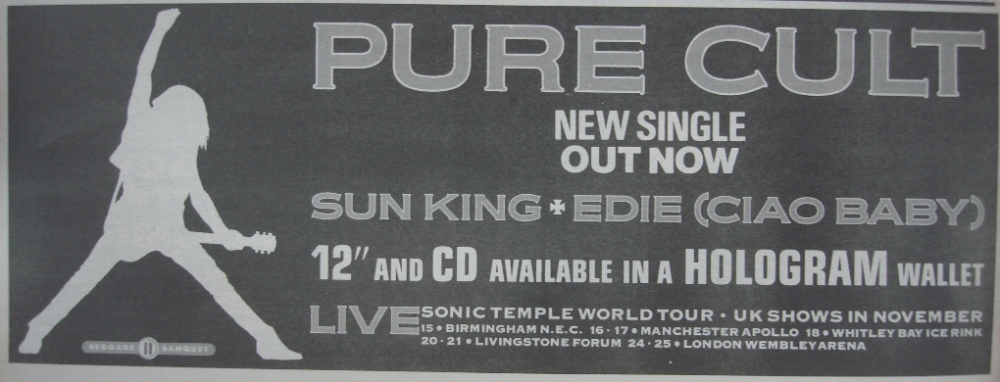 PURE CULT
NEW SINGLE
OUT NOW
SUN KING ✠ EDIE (CIAO BABY)
12" AND CD AVAILABLE IN A HOLOGRAM WALLET
LIVE SONIC TEMPLE WORLD TOUR • UK SHOWS IN NOVEMBER
15 • BIRMINGHAM N.E.C. 16 • 17 • MANCHESTER APOLLO 18 • WHITLEY BAY ICE RINK
20 • 21 • LIVINGSTONE FORUM 24 • 25 • LONDON WEMBLEY ARENA
BEGGARS BANQUET